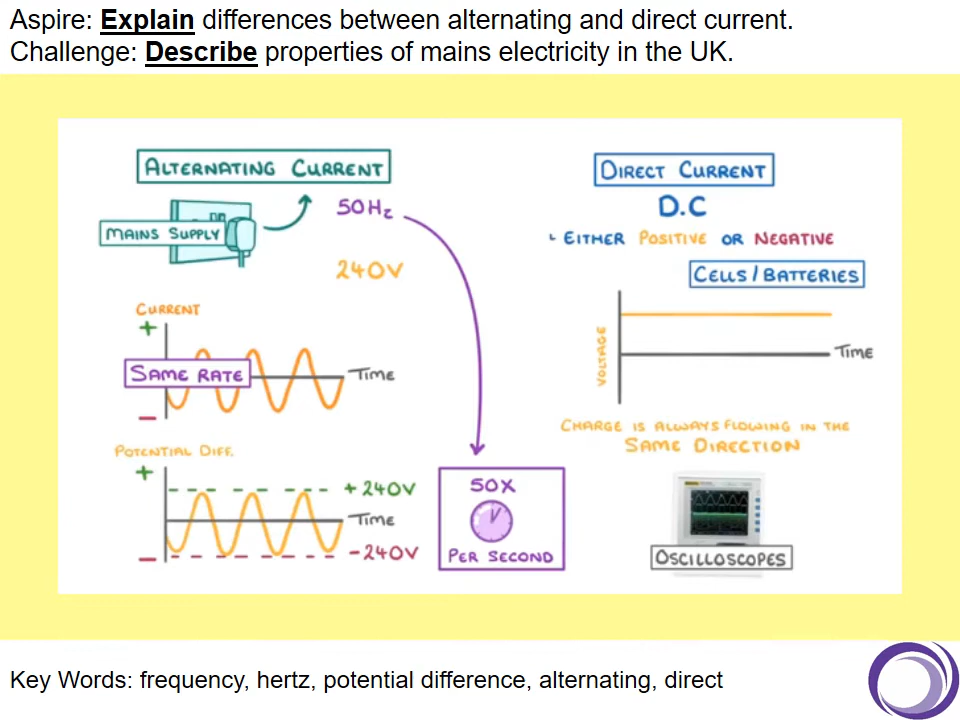 Aspire: Explain differences between alternating and direct current.
Challenge: Describe properties of mains electricity in the UK.
ALTERNATING CURRENT
MAINS SUPPLY
50Hz
240V
CURRENT
+
SAME RATE
TIME
−
POTENTIAL DIFF.
+
+240V
TIME
−
−240V
50X
PER SECOND
DIRECT CURRENT
D.C
↳ EITHER POSITIVE OR NEGATIVE
CELLS/BATTERIES
VOLTAGE
TIME
CHARGE IS ALWAYS FLOWING IN THE
SAME DIRECTION
OSCILLOSCOPES
Key Words: frequency, hertz, potential difference, alternating, direct